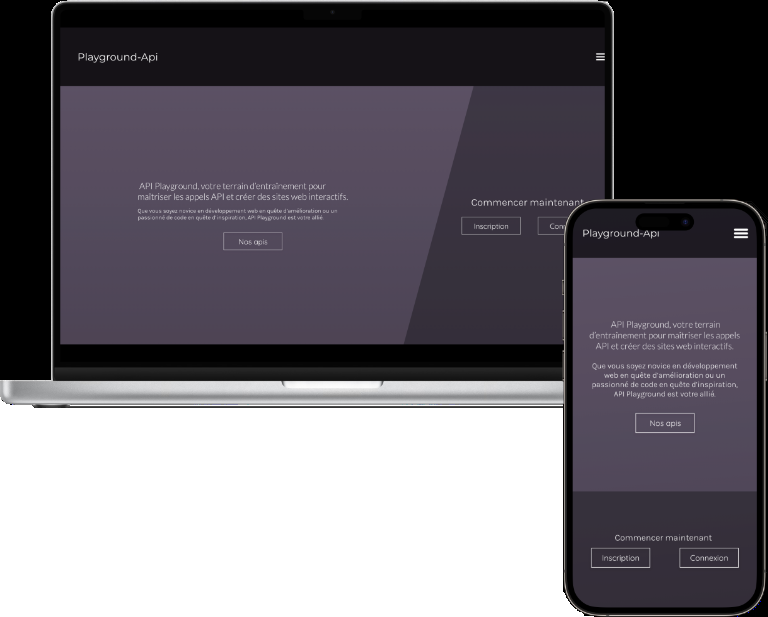 Playground-Api
API Playground, votre terrain d'entraînement pour
maîtriser les appels API et créer des sites web interactifs.
Que vous soyez novice en développement web en quête d'amélioration ou un
passionné de code en quête d'inspiration, API Playground est votre allié
Nos apis
Commencer maintenant
Inscription
Playground-Api
API Playground, votre terrain
d'entraînement pour maîtriser les appels
API et créer des sites web interactifs.
Que vous soyez novice en développement
web en quête d'amélioration ou un
passionné de code en quête d'inspiration,
API Playground est votre allié.
Nos apis
Commencer maintenant
Inscription
Connexion